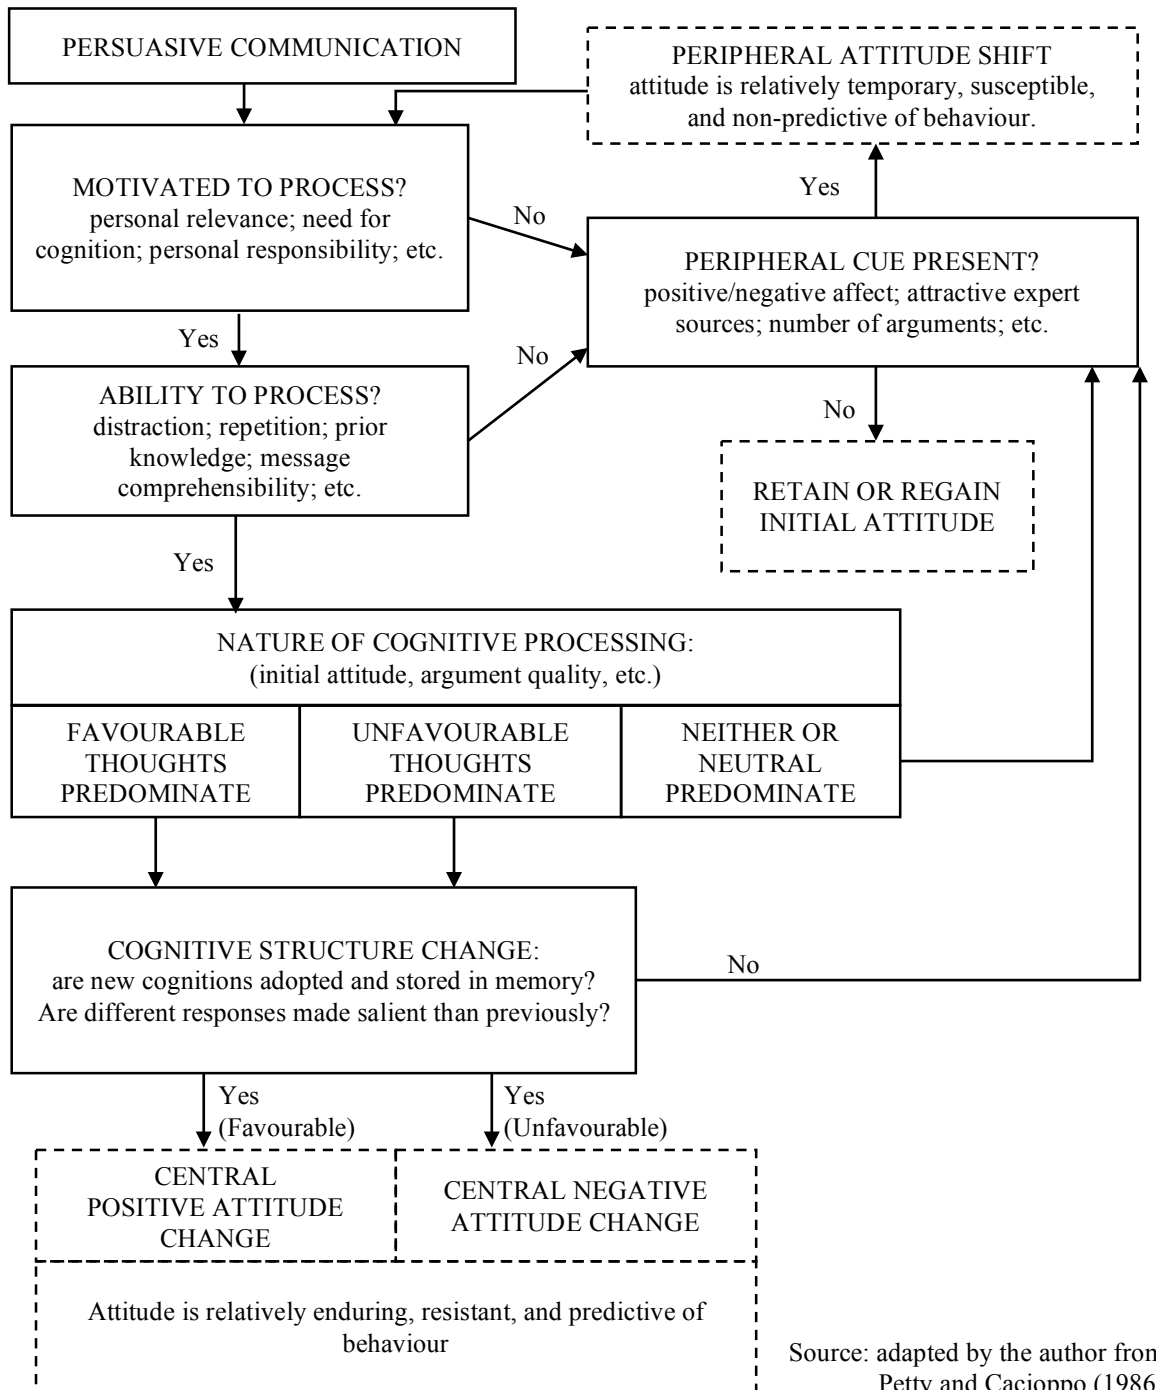 PERSUASIVE COMMUNICATION
PERIPHERAL ATTITUDE SHIFT
attitude is relatively temporary, susceptible,
and non-predictive of behaviour.
MOTIVATED TO PROCESS?
personal relevance; need for
cognition; personal responsibility; etc.
No
Yes
PERIPHERAL CUE PRESENT?
positive/negative affect; attractive expert
sources; number of arguments; etc.
Yes
No
ABILITY TO PROCESS?
distraction; repetition; prior
knowledge; message
comprehensibility; etc.
No
RETAIN OR REGAIN
INITIAL ATTITUDE
Yes
NATURE OF COGNITIVE PROCESSING:
(initial attitude, argument quality, etc.)
FAVOURABLE
THOUGHTS
PREDOMINATE
UNFAVOURABLE
THOUGHTS
PREDOMINATE
NEITHER OR
NEUTRAL
PREDOMINATE
COGNITIVE STRUCTURE CHANGE:
are new cognitions adopted and stored in memory?
Are different responses made salient than previously?
No
Yes
(Favourable)
Yes
(Unfavourable)
CENTRAL
POSITIVE ATTITUDE
CHANGE
CENTRAL NEGATIVE
ATTITUDE CHANGE
Attitude is relatively enduring, resistant, and predictive of
behaviour
Source: adapted by the author from
Petty and Cacioppo (1986